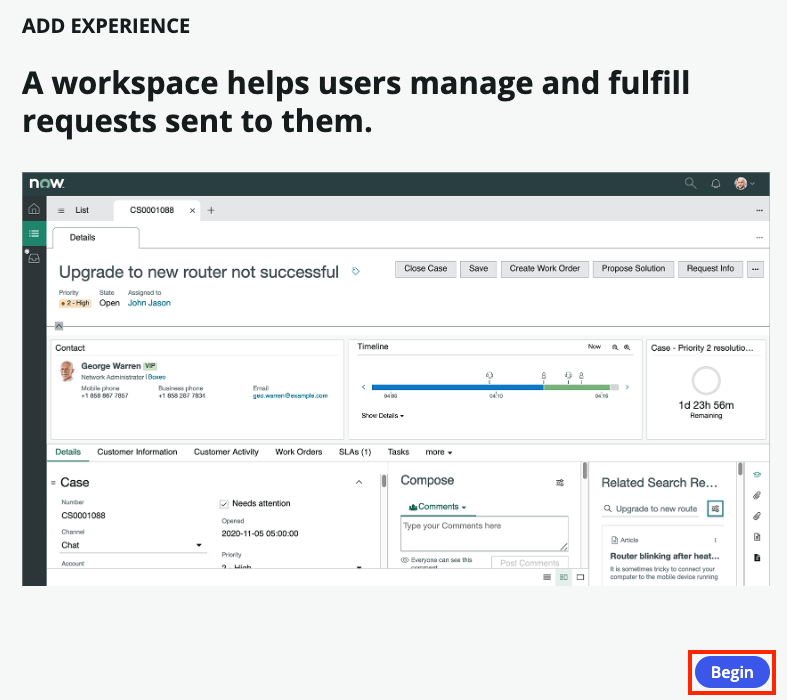 ADD EXPERIENCE
A workspace helps users manage and fulfill
requests sent to them.
now.
List
CS0001088
Details
Upgrade to new router not successful
Close Case
Save
Create Work Order
Propose Solution
Request Info
Priority
State
Assigned to
2 - High
Open
John Jason
Contact
George Warren VIP
Network Administrator | Boxeo
Mobile phone
Business phone
Email
+1 858 867 7857
+1 858 287 7834
geo.warren@example.com
Timeline
Now
04/08
04/10
04/16
Show Details
Case - Priority 2 resolutio...
1d 23h 56m
Remaining
Details
Customer Information
Customer Activity
Work Orders
SLAs (1)
Tasks
more
Case
Number
CS0001088
Channel
Chat
Account
Needs attention
Opened
2020-11-05 05:00:00
Priority
2 - High
Compose
Comments
Type your Comments here
Everyone can see this
comment
Post Comments
Related Search Re...
Upgrade to new route
Article
Router blinking after heat...
It is sometimes tricky to connect your
computer to the mobile device running
Begin